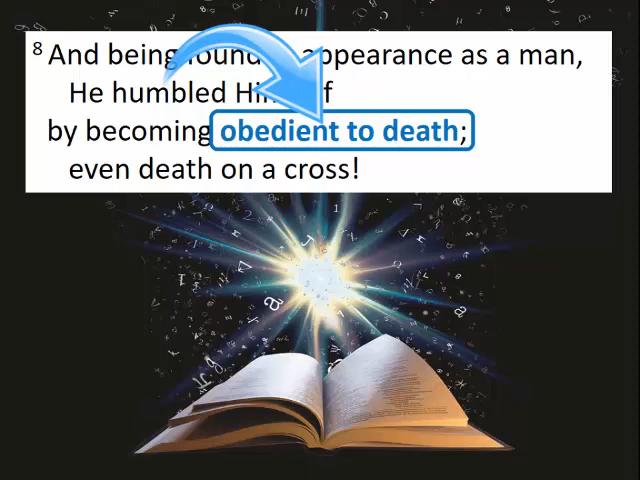 8 And being appearance as a man,
He humbled
by becoming obedient to death;
even death on a cross!